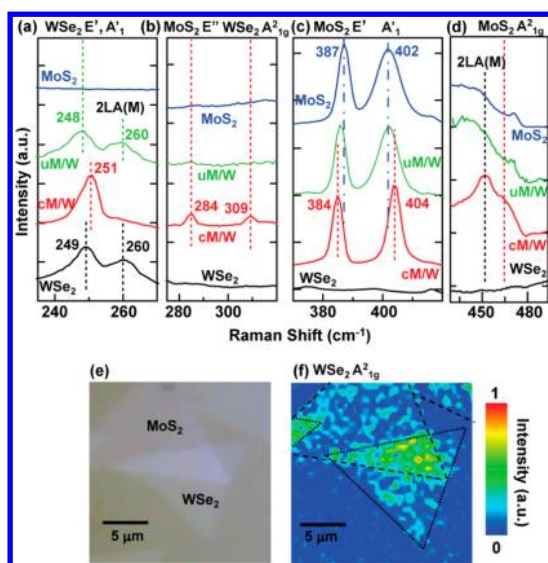 (a) WSe₂ E', A'₁
MoS₂
2LA(M)
248
260
uM/W
251
cM/W
249
260
WSe₂
240
260
(b) MoS₂ E'' WSe₂ A²₁g
MoS₂
uM/W
284
309
cM/W
WSe₂
280
300
(c) MoS₂ E' A'₁
387
402
MoS₂
uM/W
384
404
cM/W
WSe₂
380
400
(d) MoS₂ A²₁g
2LA(M)
MoS₂
uM/W
cM/W
WSe₂
450
480
Intensity (a.u.)
Raman Shift (cm⁻¹)
(e)
MoS₂
WSe₂
5 μm
(f) WSe₂ A²₁g
5 μm
1
Intensity (a.u.)
0